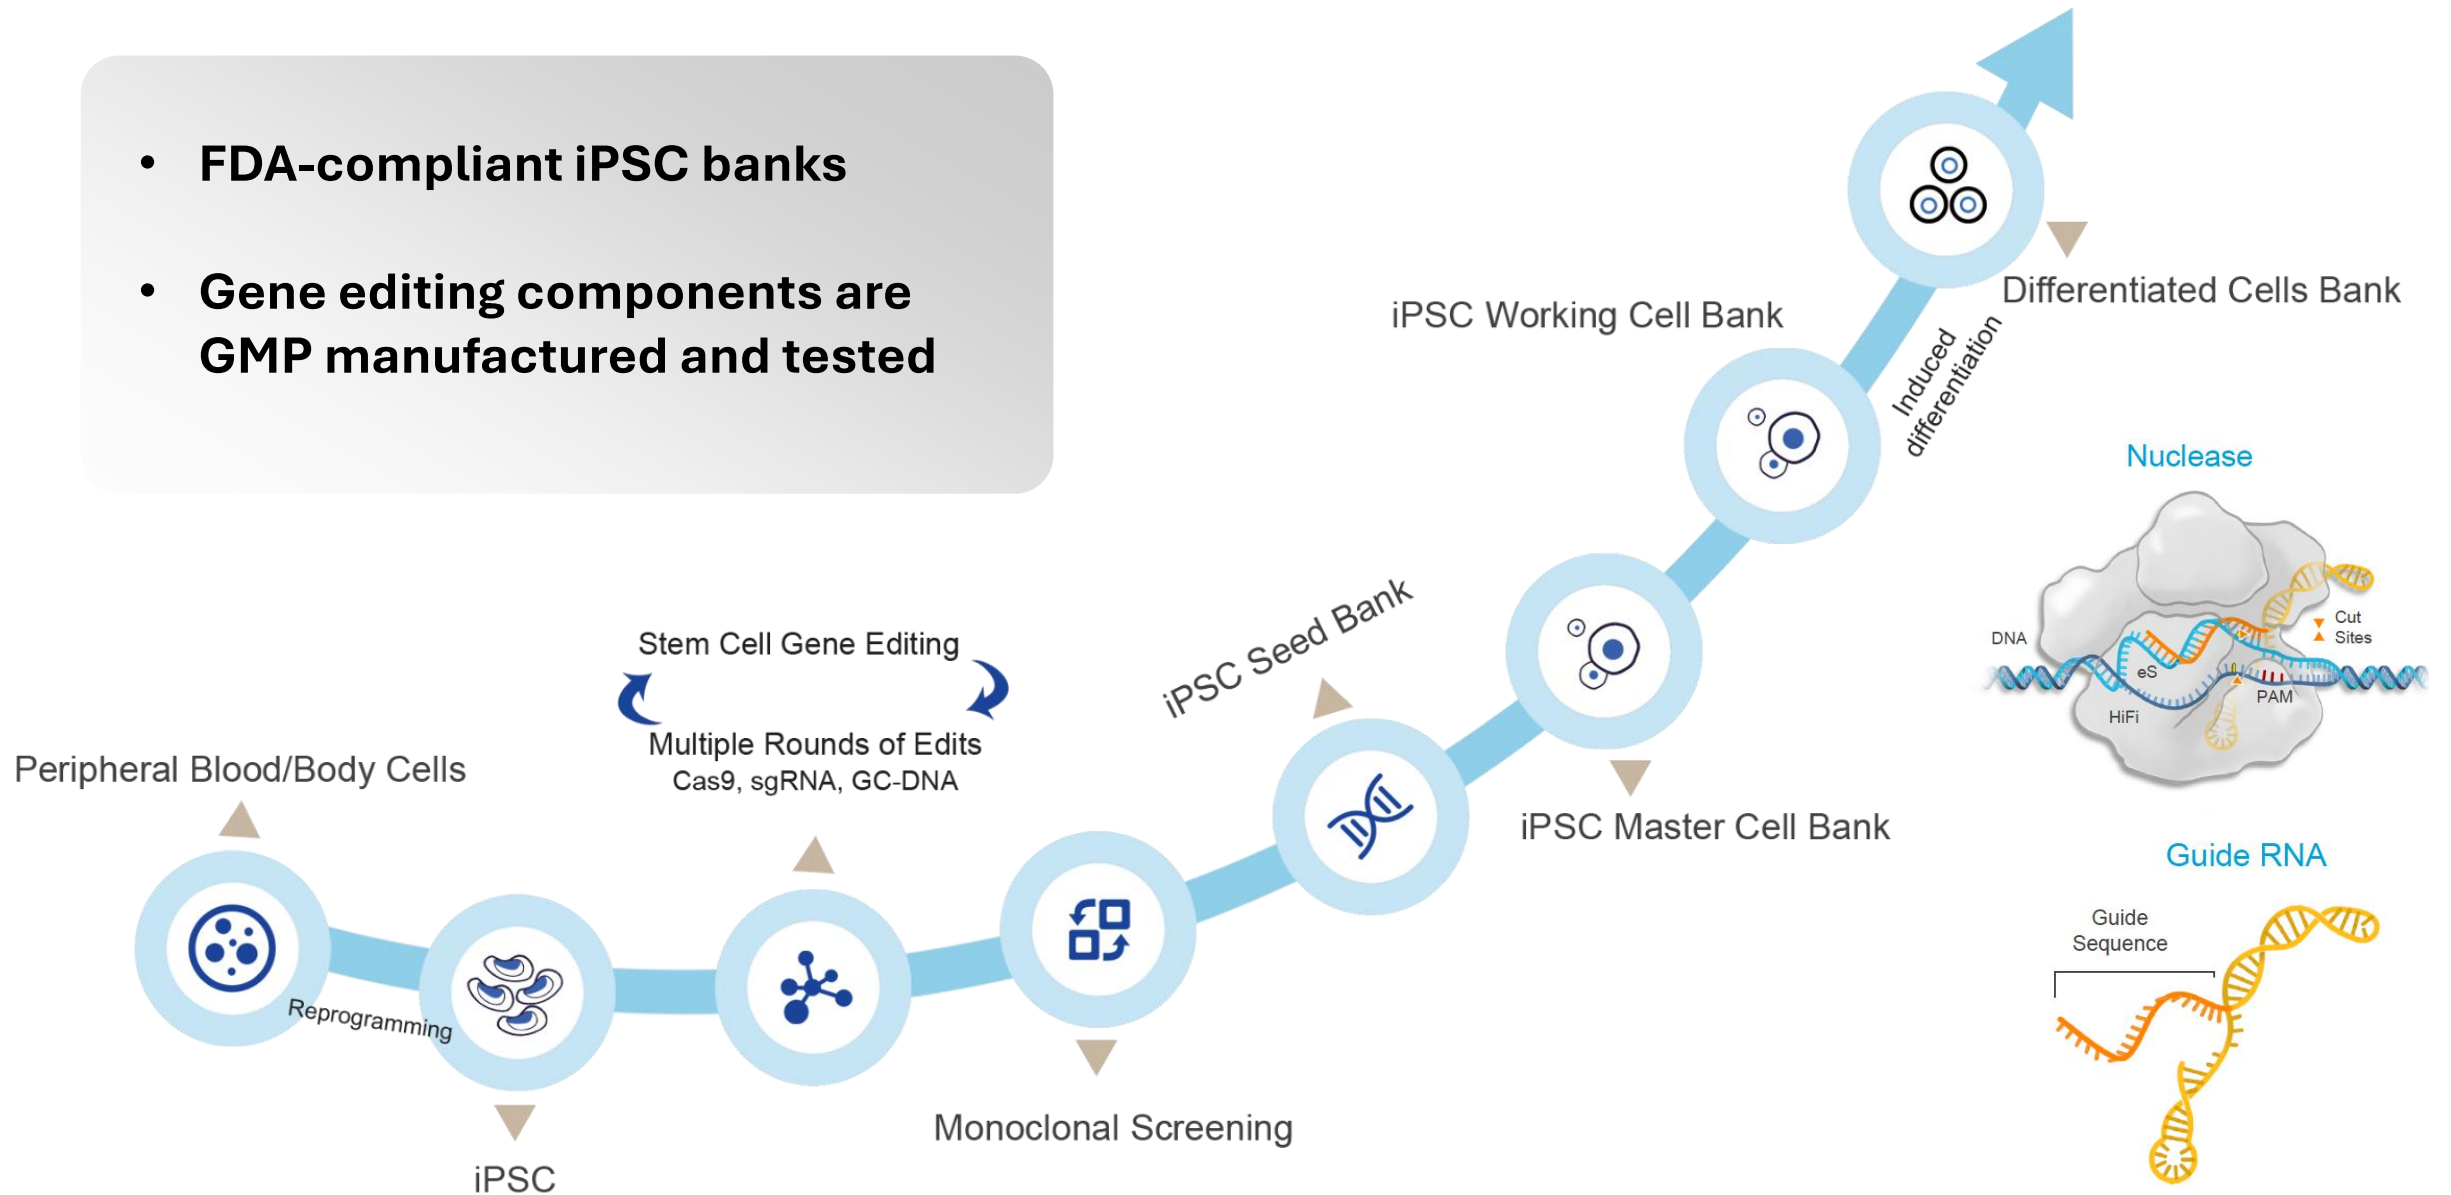 • FDA-compliant iPSC banks
• Gene editing components are
GMP manufactured and tested
Peripheral Blood/Body Cells
Reprogramming
iPSC
Stem Cell Gene Editing
Multiple Rounds of Edits
Cas9, sgRNA, GC-DNA
Monoclonal Screening
iPSC Seed Bank
iPSC Master Cell Bank
iPSC Working Cell Bank
Induced
differentiation
Differentiated Cells Bank
Nuclease
DNA
Cut
Sites
eS
HiFi
PAM
Guide RNA
Guide
Sequence